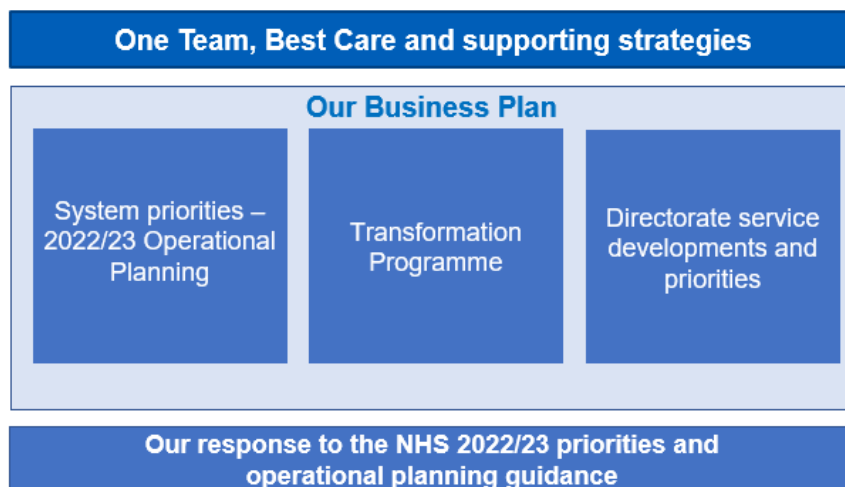 One Team, Best Care and supporting strategies
Our Business Plan
System priorities –
2022/23 Operational
Planning
Transformation
Programme
Directorate service
developments and
priorities
Our response to the NHS 2022/23 priorities and
operational planning guidance